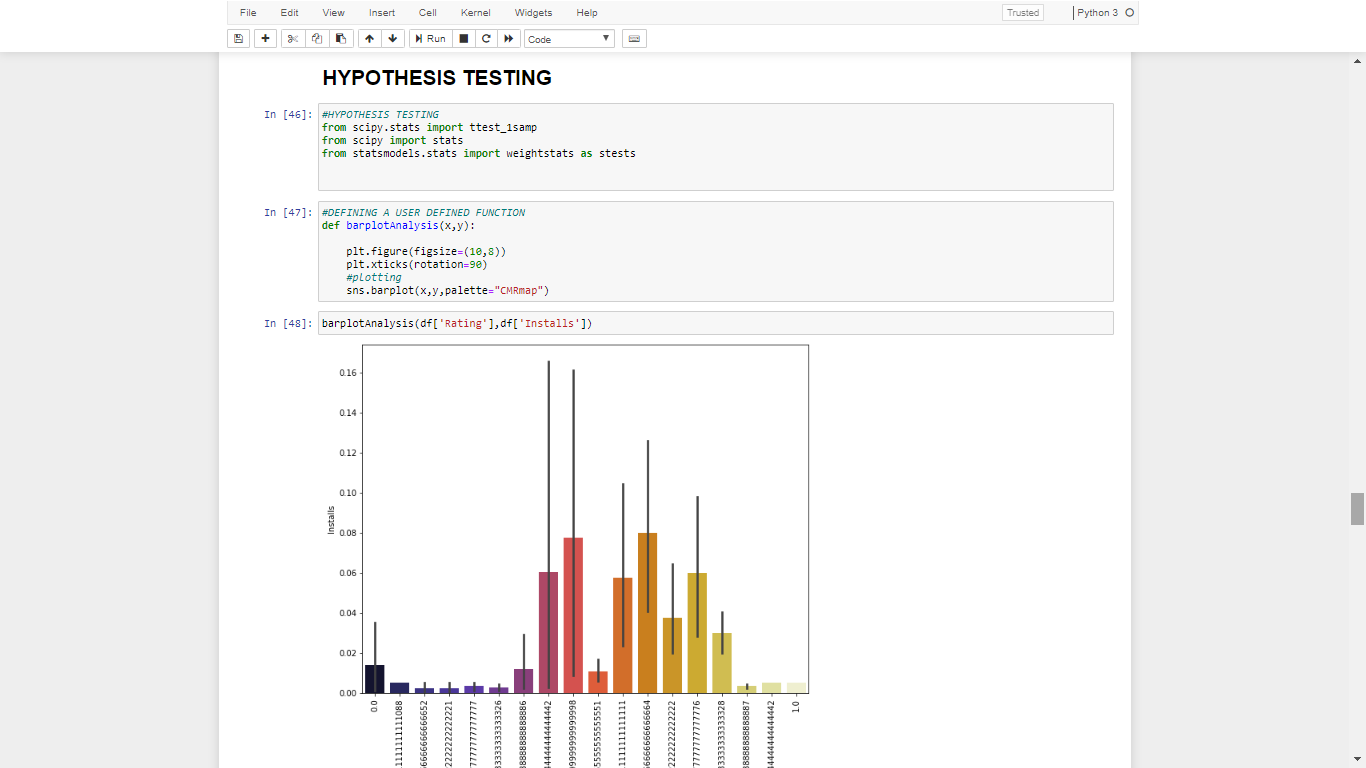 File Edit View Insert Cell Kernel Widgets Help Trusted Python 3
Run Code
HYPOTHESIS TESTING
In [46]: #HYPOTHESIS TESTING
from scipy.stats import ttest_1samp
from scipy import stats
from statsmodels.stats import weightstats as stests
In [47]: #DEFINING A USER DEFINED FUNCTION
def barplotAnalysis(x,y):
plt.figure(figsize=(10,8))
plt.xticks(rotation=90)
#plotting
sns.barplot(x,y,palette="CMRmap")
In [48]: barplotAnalysis(df['Rating'],df['Installs'])
0.16
0.14
0.12
0.10
0.08
0.06
0.04
0.02
0.00
Installs
0.0
1.0